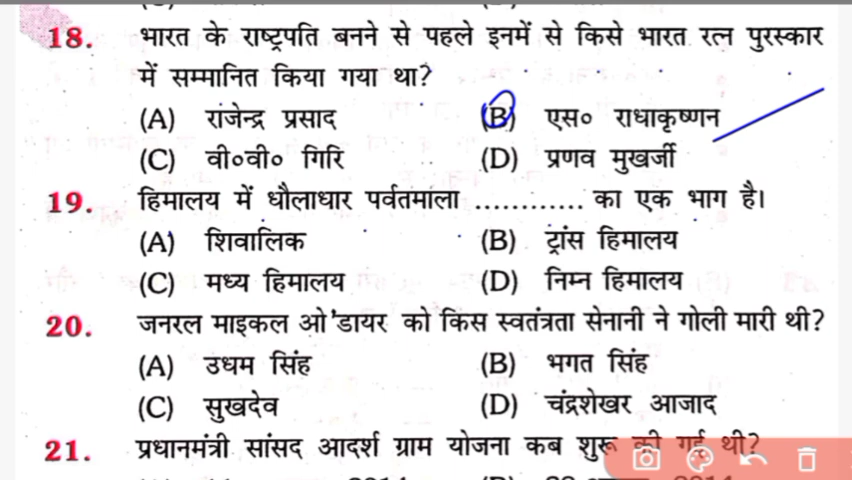 18. भारत के राष्ट्रपति बनने से पहले इनमें से किसे भारत रत्न पुरस्कार
में सम्मानित किया गया था?
(A) राजेन्द्र प्रसाद (B) एस० राधाकृष्णन
(C) वी०वी० गिरि (D) प्रणव मुखर्जी
19. हिमालय में धौलाधार पर्वतमाला ............. का एक भाग है।
(A) शिवालिक (B) ट्रांस हिमालय
(C) मध्य हिमालय (D) निम्न हिमालय
20. जनरल माइकल ओ'डायर को किस स्वतंत्रता सेनानी ने गोली मारी थी?
(A) उधम सिंह (B) भगत सिंह
(C) सुखदेव (D) चंद्रशेखर आजाद
21. प्रधानमंत्री सांसद आदर्श ग्राम योजना कब शुरू की गई थी?